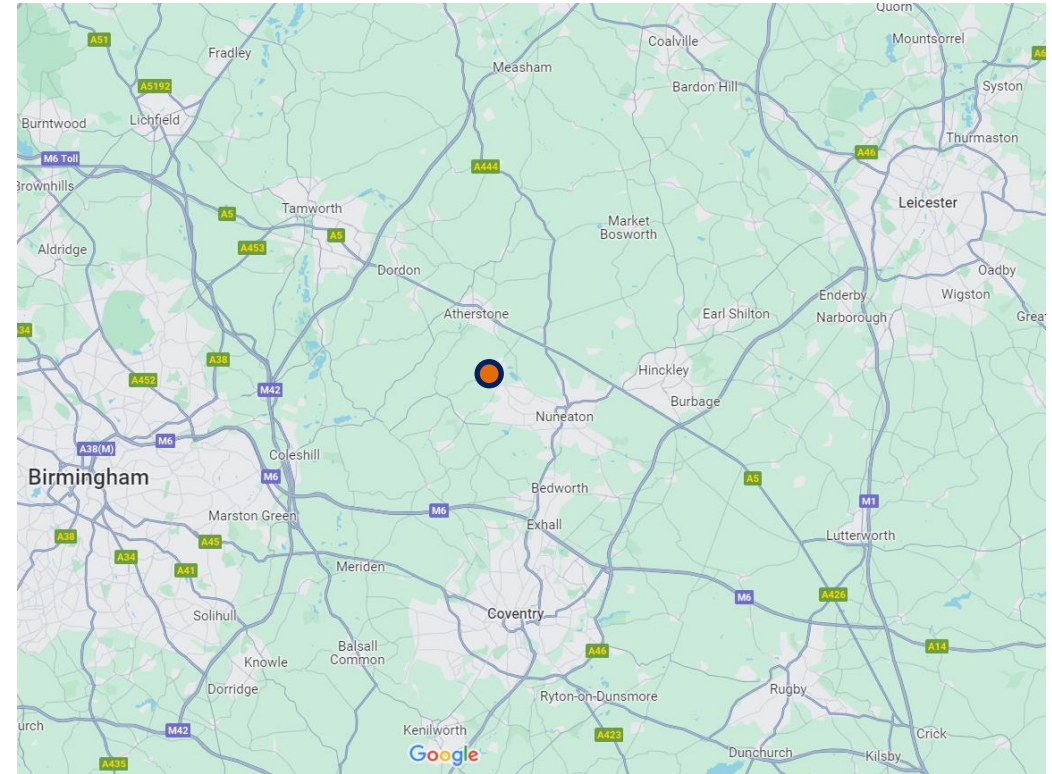 Quorn
A51
Fradley
Coalville
Mountsorrel
A6
Measham
A5192
Bardon Hill
Syston
Burntwood
Lichfield
Thurmaston
M6 Toll
A46
A444
Brownhills
Leicester
Tamworth
A5
Market
Bosworth
A5
Aldridge
A453
Dordon
Oadby
Enderby
Wigston
Atherstone
Earl Shilton
Narborough
Grea
34
A38
Hinckley
A452
M42
Burbage
Nuneaton
A38(M)
M6
Coleshill
Birmingham
M6
A5
Bedworth
M6
M1
Marston Green
Exhall
A38
A45
Lutterworth
A34
Meriden
A41
A426
M6
Solihull
Coventry
Balsall
Common
A46
A14
Knowle
Dorridge
Rugby
Ryton-on-Dunsmore
urch
M42
Kenilworth
A423
Crick
Google
Dunchurch
Kilsby
A435